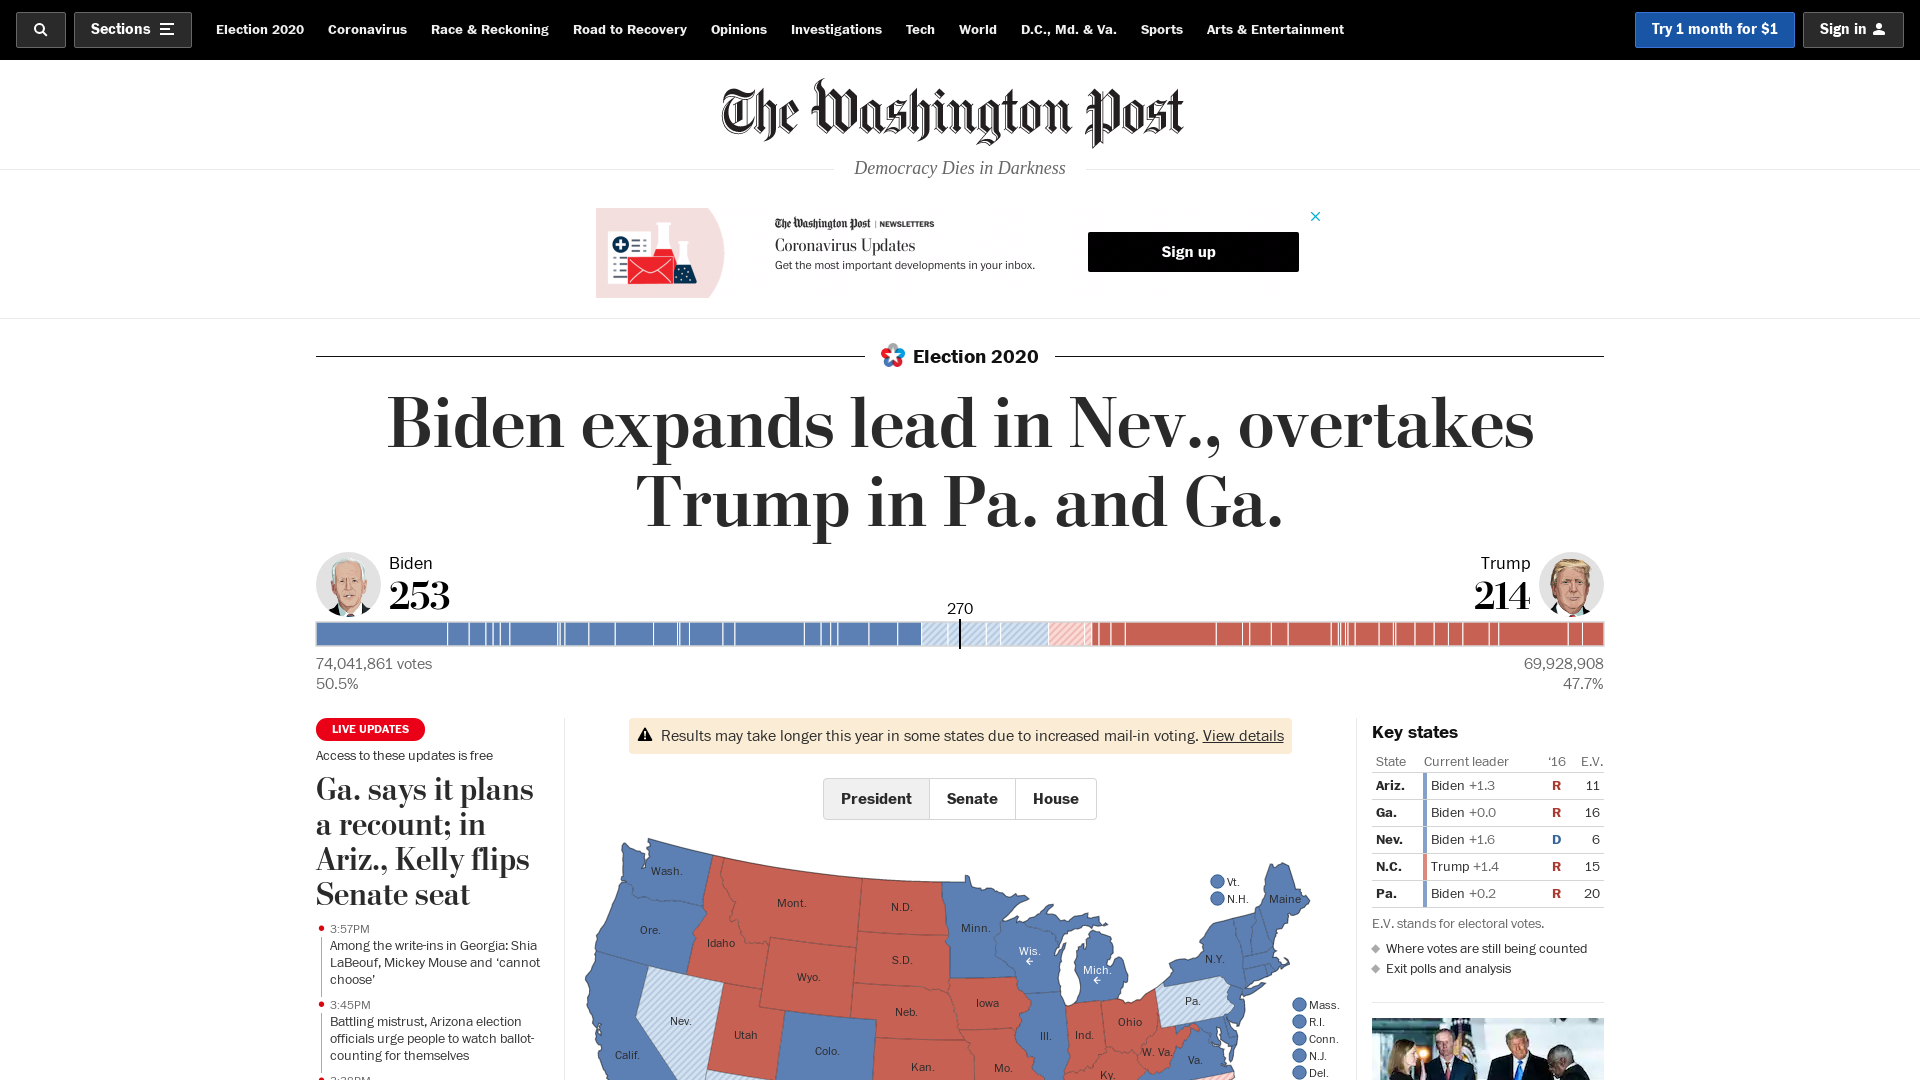 Sections
Election 2020
Coronavirus
Race & Reckoning
Road to Recovery
Opinions
Investigations
Tech
World
D.C., Md. & Va.
Sports
Arts & Entertainment
Try 1 month for $1
Sign in
The Washington Post
Democracy Dies in Darkness
The Washington Post | NEWSLETTERS
Coronavirus Updates
Get the most important developments in your inbox.
Sign up
Election 2020
Biden expands lead in Nev., overtakes
Trump in Pa. and Ga.
Biden
253
270
Trump
214
74,041,861 votes
50.5%
69,928,908
47.7%
LIVE UPDATES
Access to these updates is free
Ga. says it plans
a recount; in
Ariz., Kelly flips
Senate seat
3:57PM
Among the write-ins in Georgia: Shia
LaBeouf, Mickey Mouse and ‘cannot
choose’
3:45PM
Battling mistrust, Arizona election
officials urge people to watch ballot-
counting for themselves
Results may take longer this year in some states due to increased mail-in voting. View details
President
Senate
House
Wash.
Mont.
N.D.
Minn.
Vt.
N.H.
Maine
Ore.
Idaho
S.D.
Wis.
Mich.
N.Y.
Wyo.
Neb.
Iowa
Pa.
Nev.
Utah
Colo.
Ill.
Ind.
Ohio
Mass.
R.I.
Conn.
N.J.
Del.
Calif.
Kan.
Mo.
W. Va.
Va.
Ky.
Key states
State Current leader ‘16 E.V.
Ariz. Biden +1.3 R 11
Ga. Biden +0.0 R 16
Nev. Biden +1.6 D 6
N.C. Trump +1.4 R 15
Pa. Biden +0.2 R 20
E.V. stands for electoral votes.
Where votes are still being counted
Exit polls and analysis